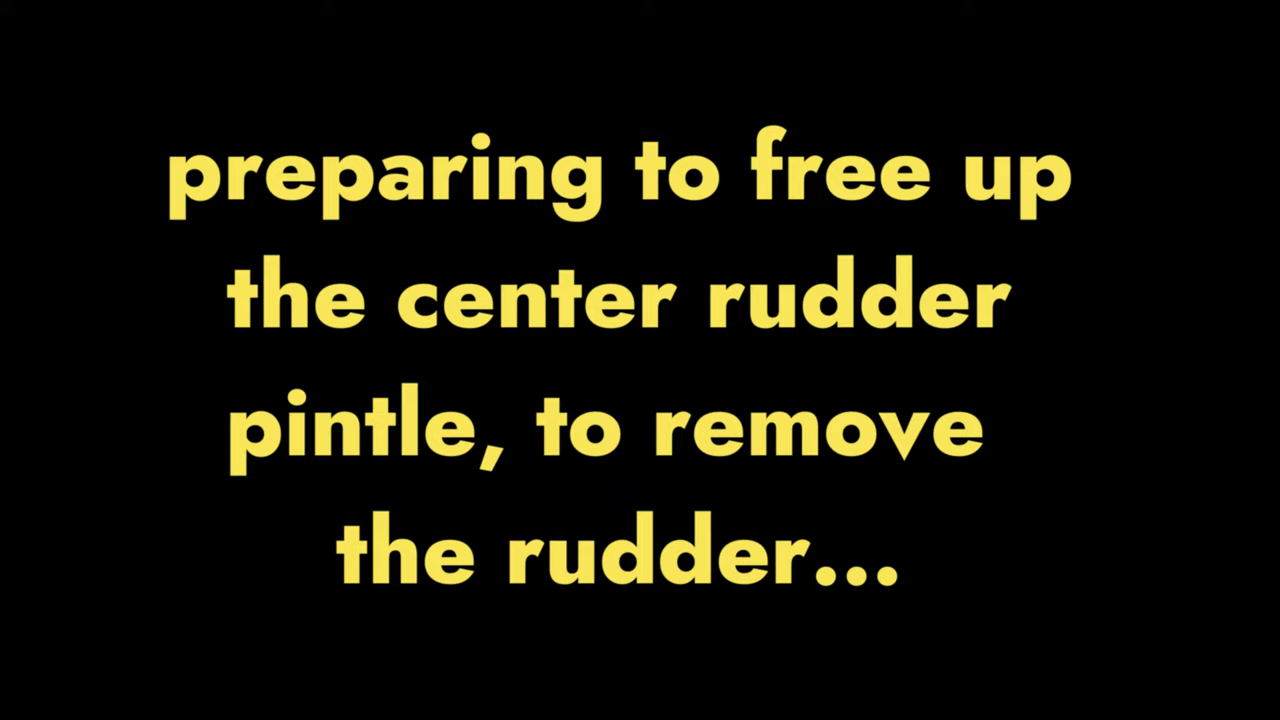 preparing to free up
the center rudder
pintle, to remove
the rudder...